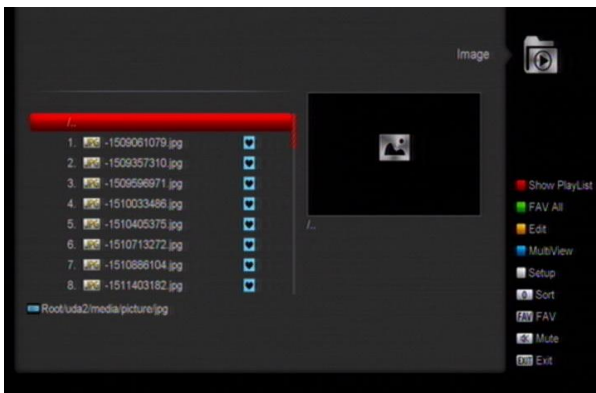 Image
/..
1. -1509061079.jpg
2. -1509357310.jpg
3. -1509596971.jpg
4. -1510033486.jpg
5. -1510405375.jpg
6. -1510713272.jpg
7. -1510886104.jpg
8. -1511403182.jpg
/..
Root/uda2/media/picture/jpg
Show PlayList
FAV All
Edit
MultiView
Setup
0 Sort
FAV FAV
Mute
EXIT Exit